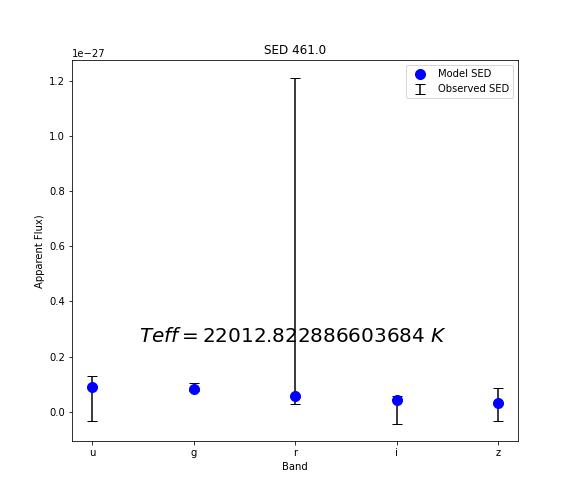 SED 461.0
1e−27
Model SED
Observed SED
1.2
1.0
0.8
0.6
0.4
0.2
0.0
Apparent Flux)
Teff = 22012.822886603684 K
u g r i z
Band